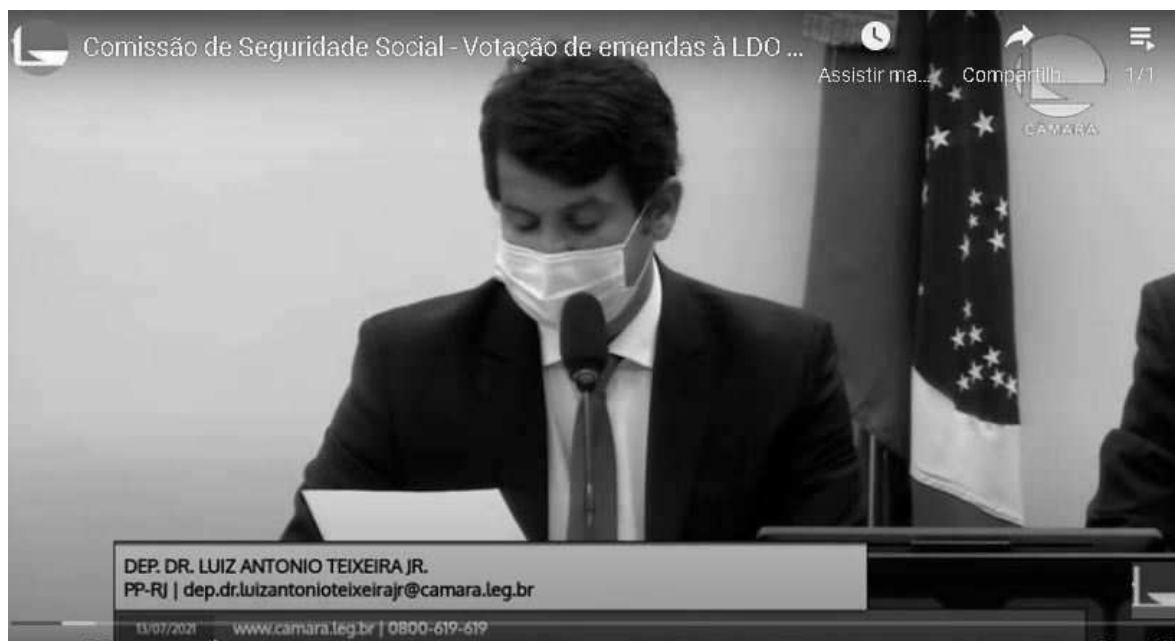 Comissão de Seguridade Social - Votação de emendas à LDO ...
Assistir ma...
Compartilh...
1/1
CAMARA
DEP. DR. LUIZ ANTONIO TEIXEIRA JR.
PP-RJ | dep.dr.luizantonioteixeirajr@camara.leg.br
13/07/2021 www.camara.leg.br | 0800-619-619